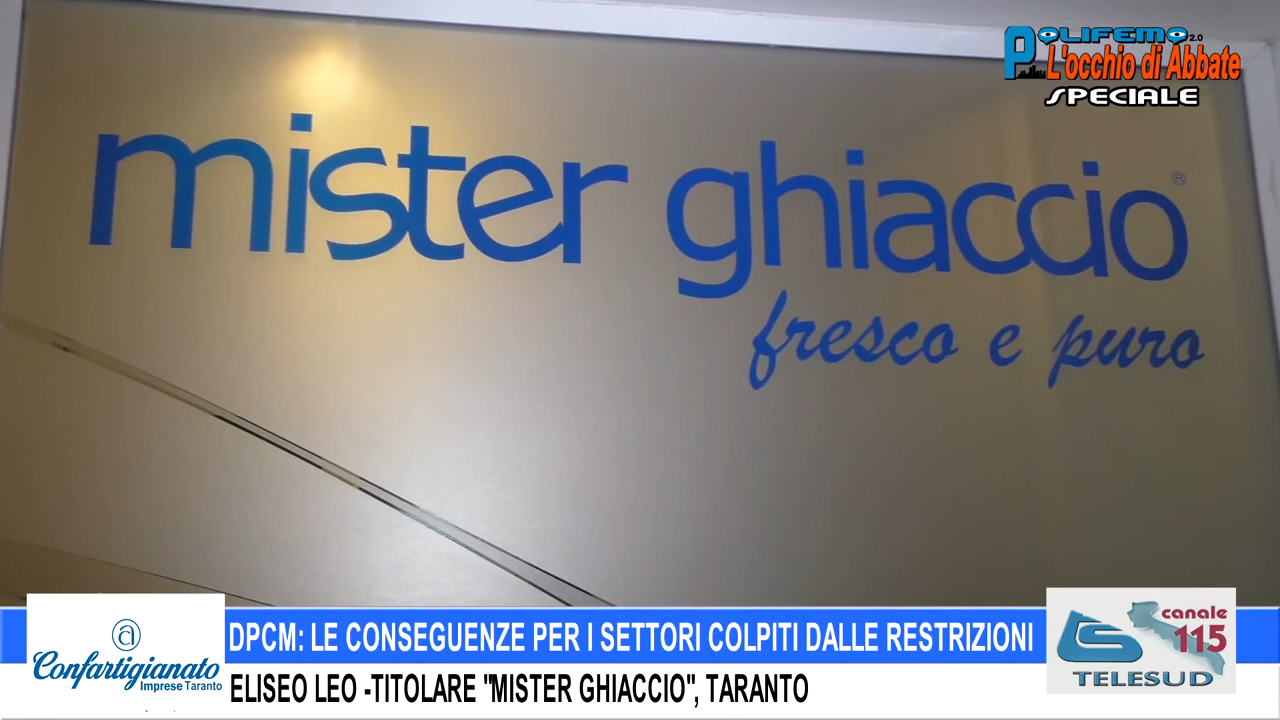 POLIFEMO 2.0
L'occhio di Abbate
SPECIALE
mister ghiaccio®
fresco e puro
DPCM: LE CONSEGUENZE PER I SETTORI COLPITI DALLE RESTRIZIONI
ELISEO LEO -TITOLARE "MISTER GHIACCIO", TARANTO
Confartigianato
Imprese Taranto
canale
115
TELESUD